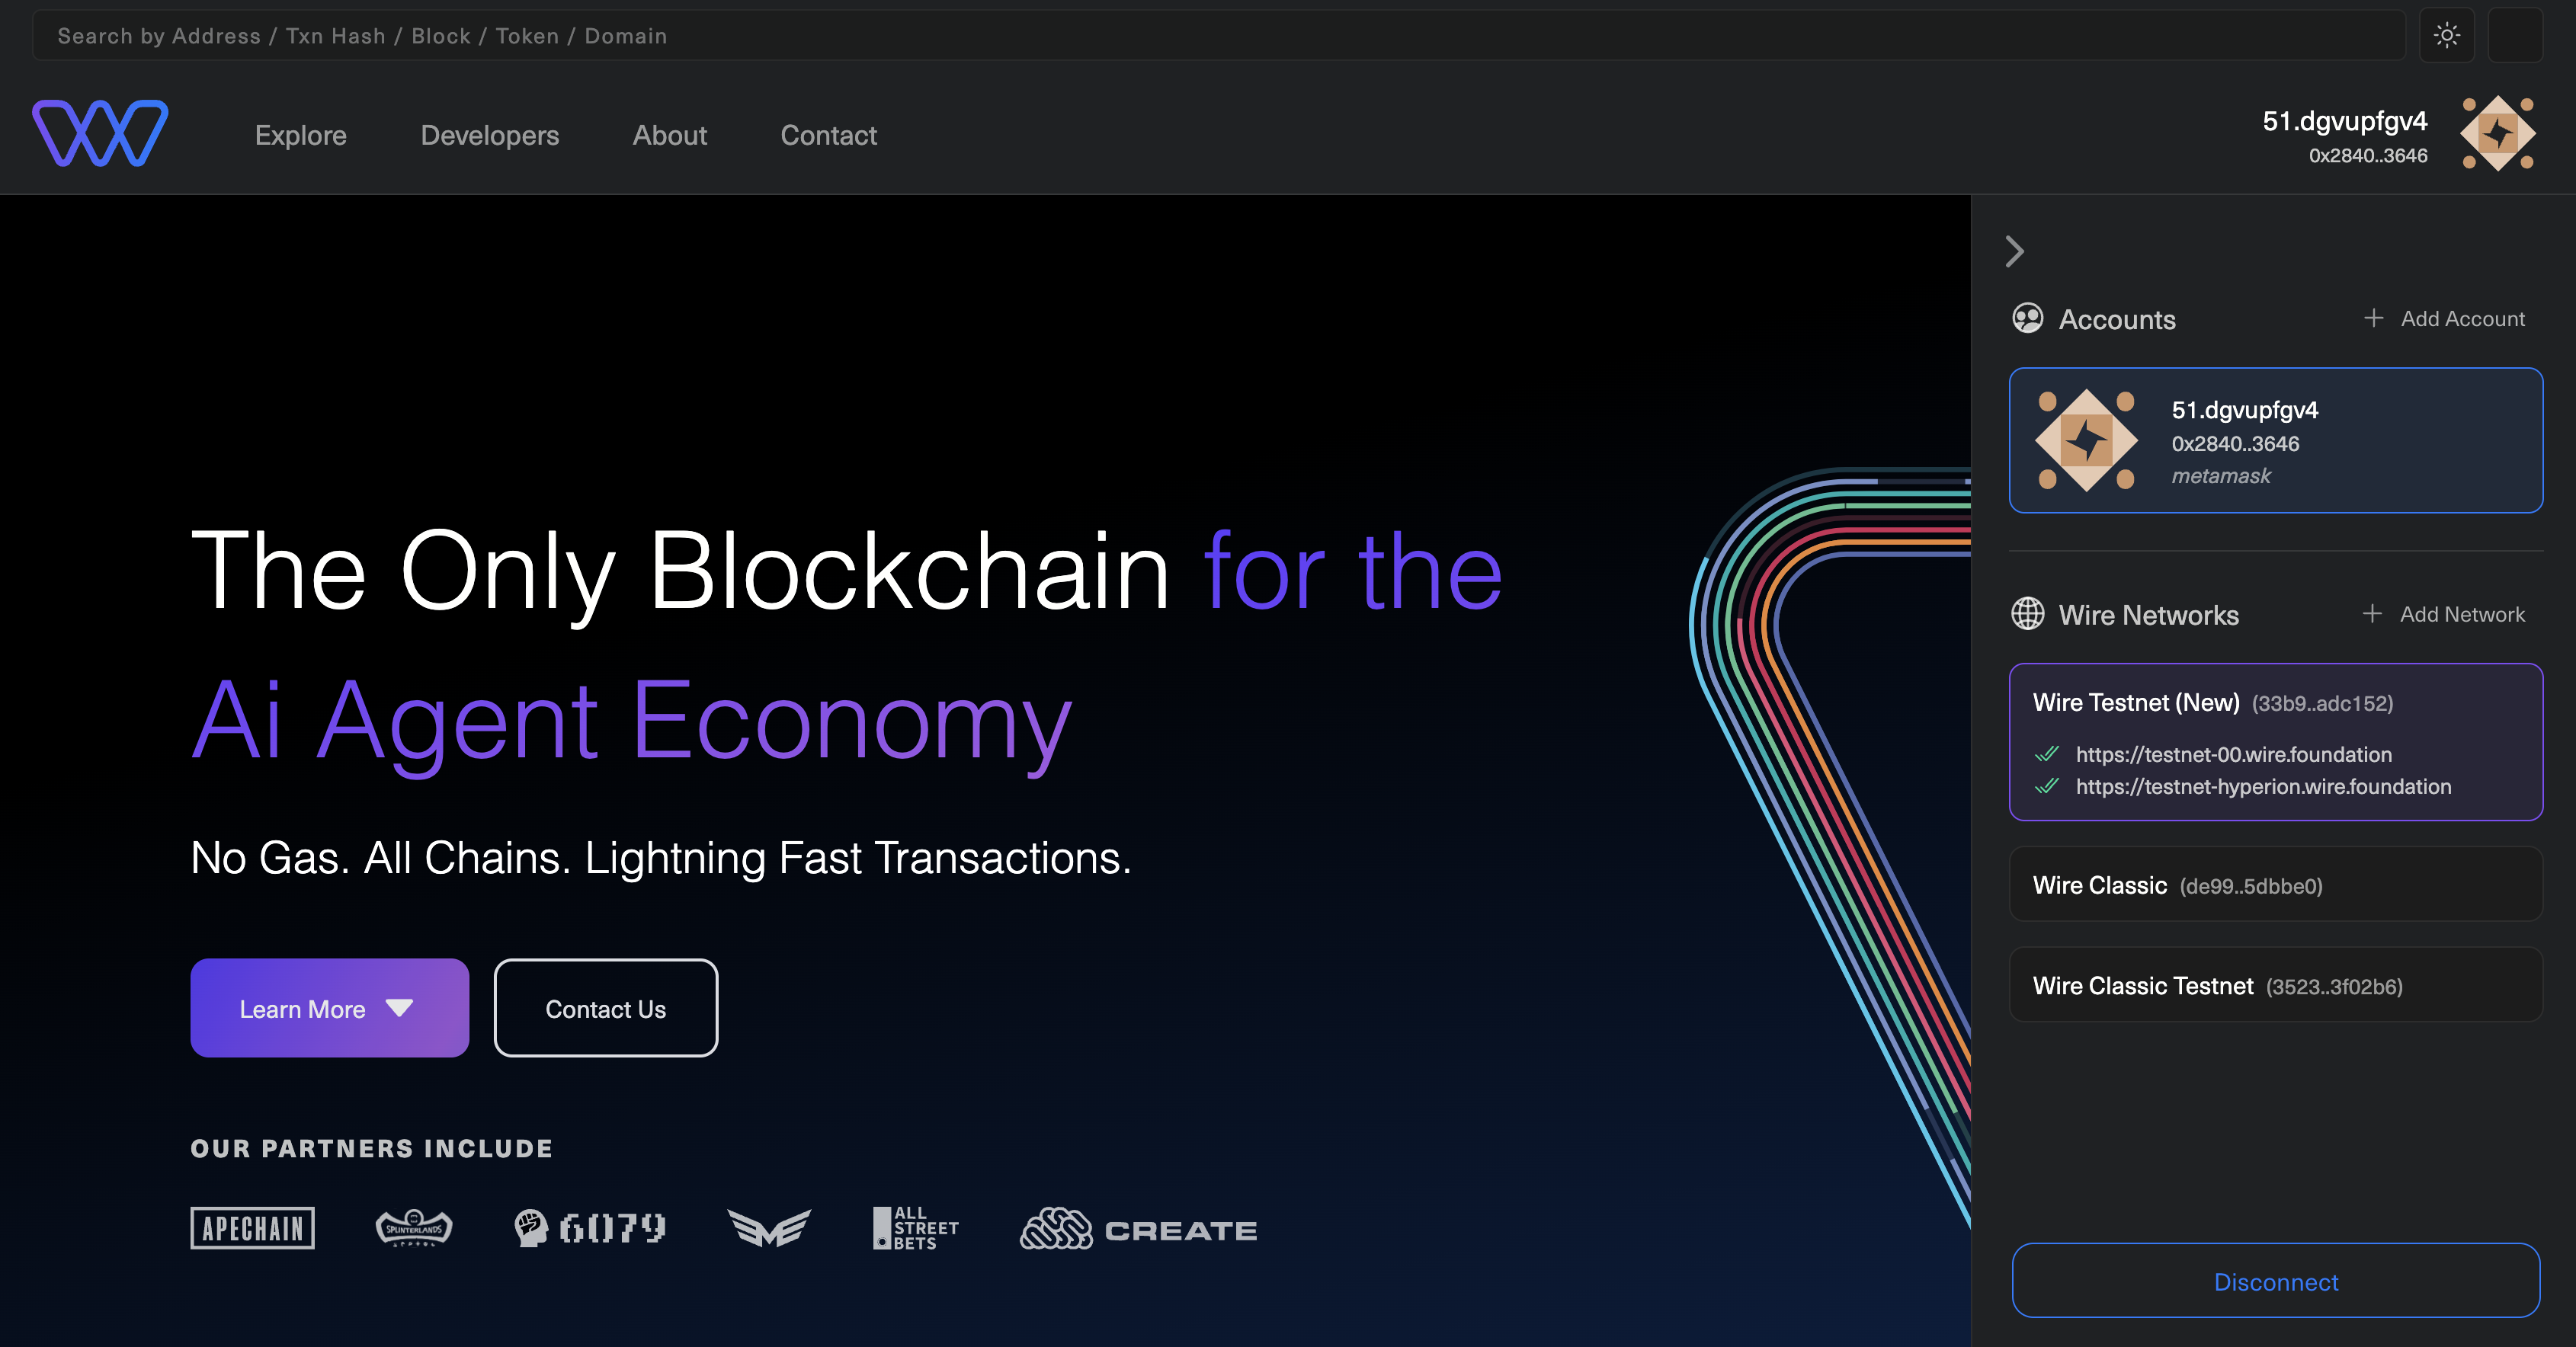 Search by Address / Txn Hash / Block / Token / Domain
Explore
Developers
About
Contact
51.dgvupfgv4
0x2840..3646
Accounts
+ Add Account
51.dgvupfgv4
0x2840..3646
metamask
The Only Blockchain for the
Ai Agent Economy
No Gas. All Chains. Lightning Fast Transactions.
Learn More
Contact Us
OUR PARTNERS INCLUDE
APECHAIN
SPLINTERLANDS
6079
ALL
STREET
BETS
CREATE
Wire Networks
+ Add Network
Wire Testnet (New) (33b9..adc152)
https://testnet-00.wire.foundation
https://testnet-hyperion.wire.foundation
Wire Classic (de99..5dbbe0)
Wire Classic Testnet (3523..3f02b6)
Disconnect